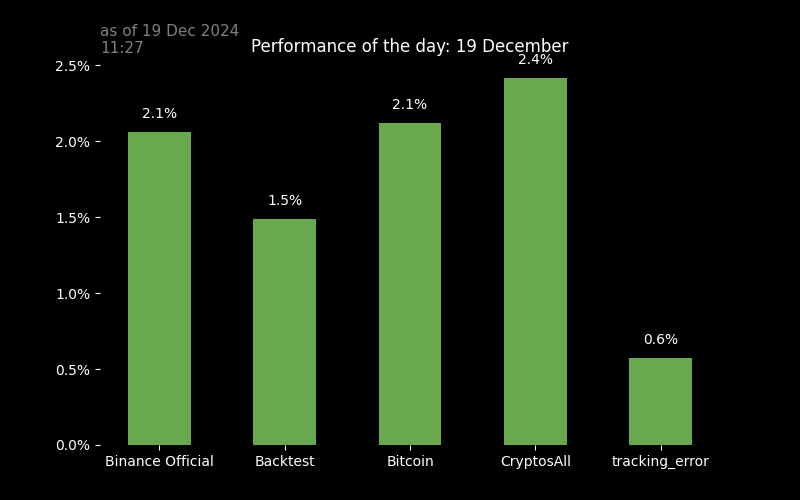 as of 19 Dec 2024
11:27
Performance of the day: 19 December
2.5%
2.0%
1.5%
1.0%
0.5%
0.0%
2.1%
1.5%
2.1%
2.4%
0.6%
Binance Official
Backtest
Bitcoin
CryptosAll
tracking_error